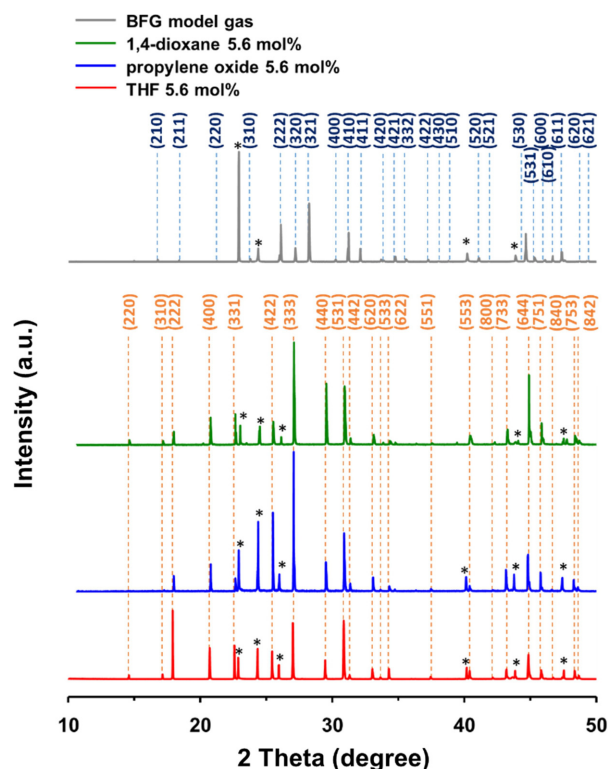 BFG model gas
1,4-dioxane 5.6 mol%
propylene oxide 5.6 mol%
THF 5.6 mol%
(210) (211) (220) (310) (222) (320) (321) (400) (410) (411) (420) (421) (332) (422) (430) (510) (520) (521) (530) (531) (600) (610) (611) (620) (621)
* * * *
(220) (310) (222) (400) (331) (422) (333) (440) (531) (442) (620) (533) (622) (551) (553) (800) (733) (644) (751) (840) (753) (842)
* * * * *
* * * * * *
* * * * * *
Intensity (a.u.)
10 20 30 40 50
2 Theta (degree)